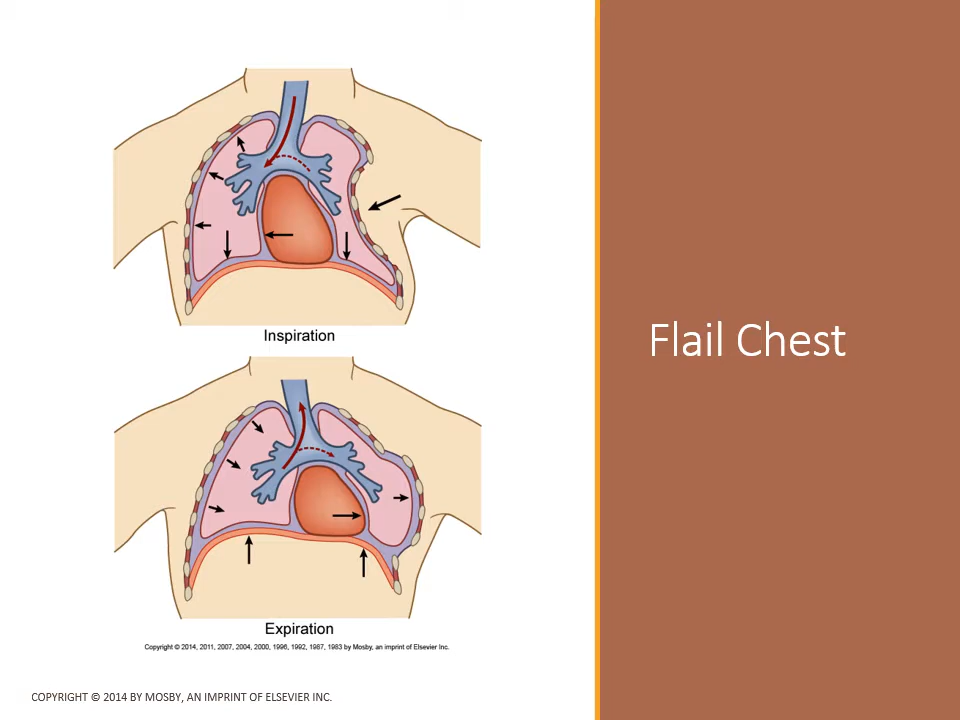 Inspiration
Expiration
Copyright © 2014, 2011, 2007, 2004, 2000, 1996, 1992, 1987, 1983 by Mosby, an imprint of Elsevier Inc.
COPYRIGHT © 2014 BY MOSBY, AN IMPRINT OF ELSEVIER INC.
Flail Chest